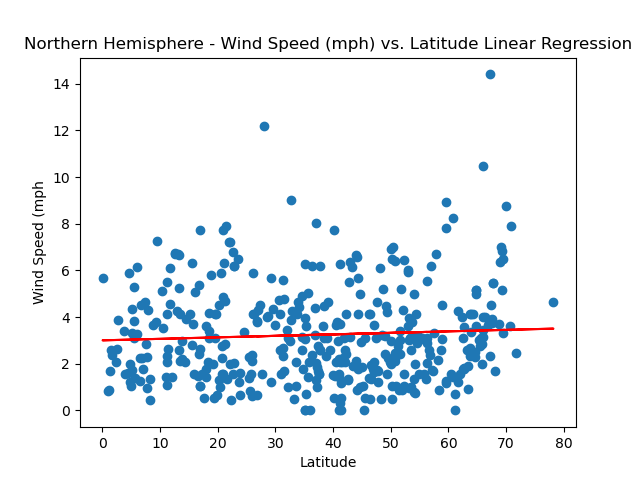 Northern Hemisphere - Wind Speed (mph) vs. Latitude Linear Regression
14
12
10
8
6
4
2
0
Wind Speed (mph
0 10 20 30 40 50 60 70 80
Latitude